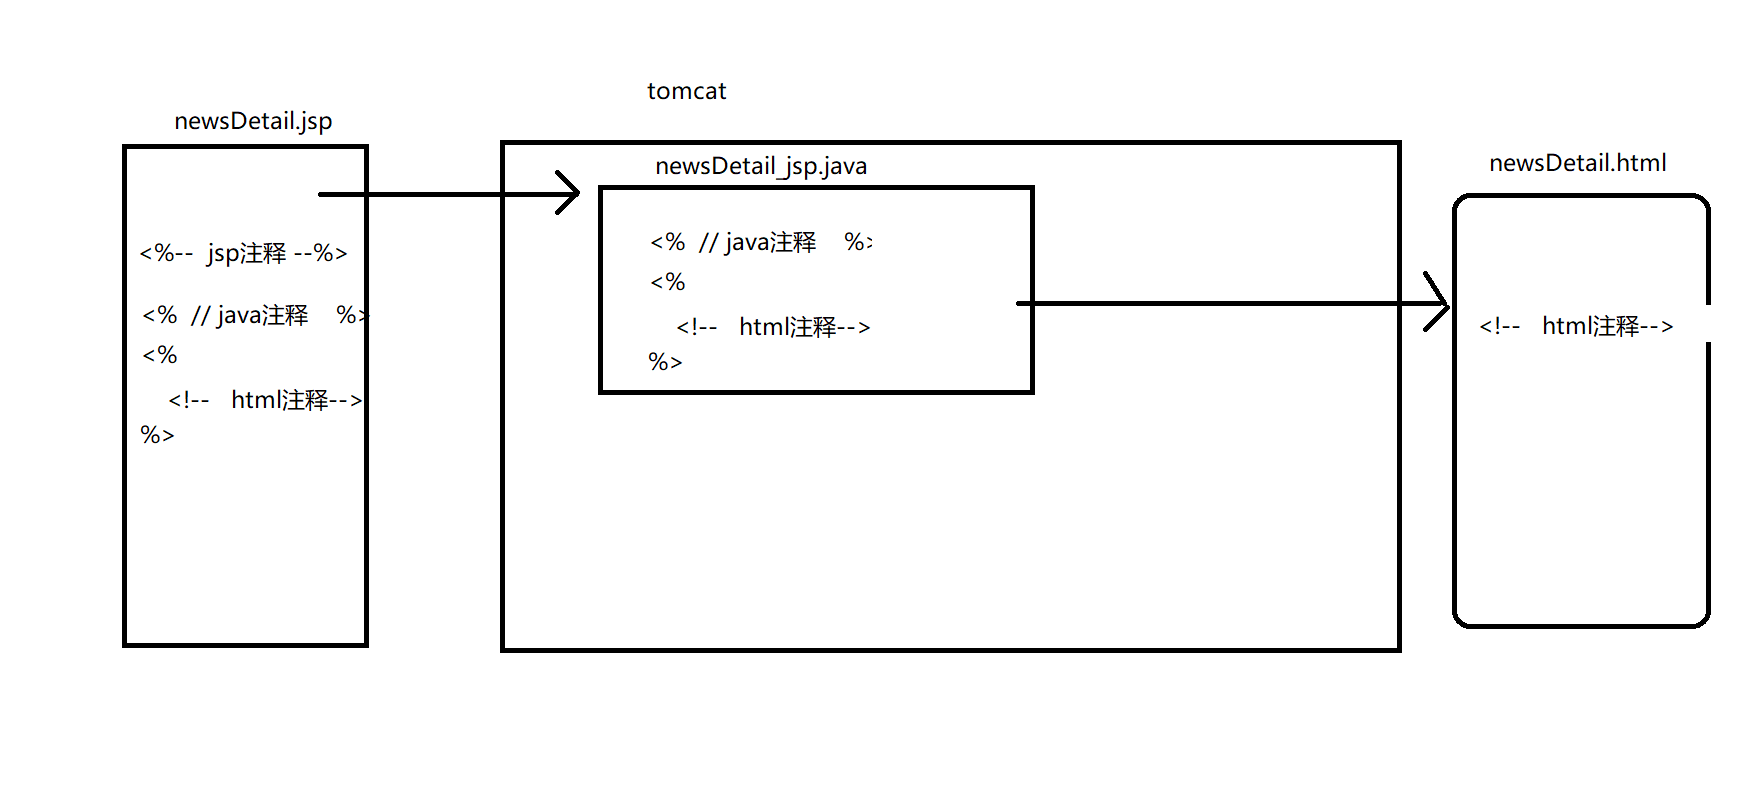 tomcat
newsDetail.jsp
<%-- jsp注释 --%>
<% // java注释 %>
<%
<!-- html注释-->
%>
newsDetail_jsp.java
<% // java注释 %>
<%
<!-- html注释-->
%>
newsDetail.html
<!-- html注释-->